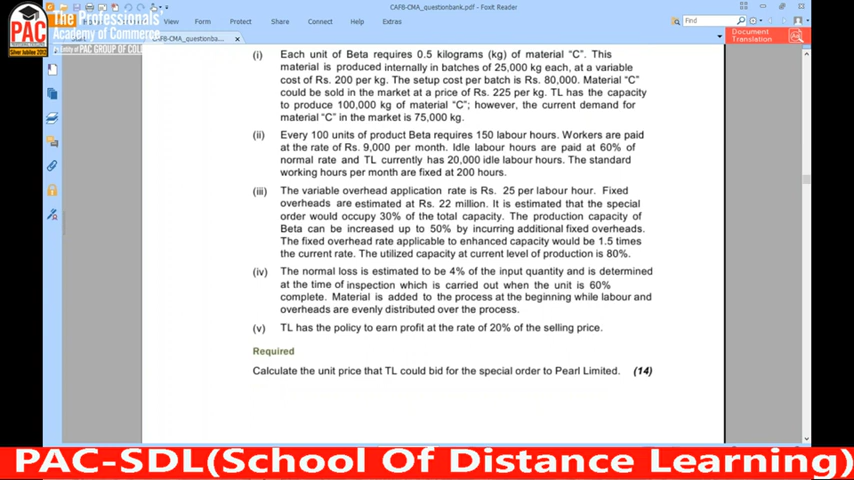 CAF8-CMA_questionbank.pdf - Foxit Reader
The Professionals
Academy of Commerce
PAC
Silver Jubilee 2012
Entity of PAC GROUP OF COL
View
Form
Protect
Share
Connect
Help
Extras
Find
CAF8-CMA_questionban...
Document
Translation
(i) Each unit of Beta requires 0.5 kilograms (kg) of material “C”. This
material is produced internally in batches of 25,000 kg each, at a variable
cost of Rs. 200 per kg. The setup cost per batch is Rs. 80,000. Material “C”
could be sold in the market at a price of Rs. 225 per kg. TL has the capacity
to produce 100,000 kg of material “C”; however, the current demand for
material “C” in the market is 75,000 kg.
(ii) Every 100 units of product Beta requires 150 labour hours. Workers are paid
at the rate of Rs. 9,000 per month. Idle labour hours are paid at 60% of
normal rate and TL currently has 20,000 idle labour hours. The standard
working hours per month are fixed at 200 hours.
(iii) The variable overhead application rate is Rs. 25 per labour hour. Fixed
overheads are estimated at Rs. 22 million. It is estimated that the special
order would occupy 30% of the total capacity. The production capacity of
Beta can be increased up to 50% by incurring additional fixed overheads.
The fixed overhead rate applicable to enhanced capacity would be 1.5 times
the current rate. The utilized capacity at current level of production is 80%.
(iv) The normal loss is estimated to be 4% of the input quantity and is determined
at the time of inspection which is carried out when the unit is 60%
complete. Material is added to the process at the beginning while labour and
overheads are evenly distributed over the process.
(v) TL has the policy to earn profit at the rate of 20% of the selling price.
Required
Calculate the unit price that TL could bid for the special order to Pearl Limited. (14)
PAC-SDL(School Of Distance Learning)